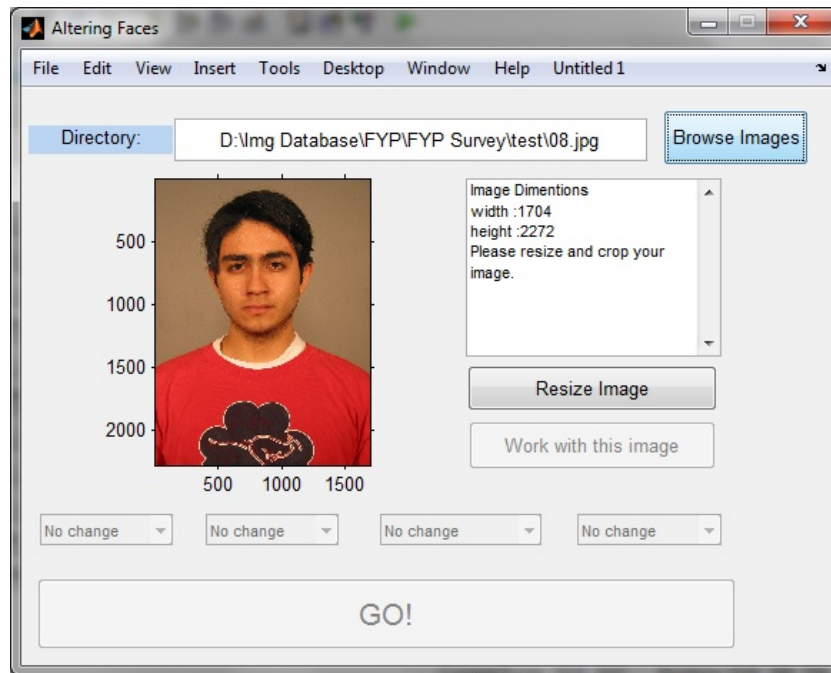 Altering Faces
File Edit View Insert Tools Desktop Window Help Untitled 1
Directory: D:\Img Database\FYP\FYP Survey\test\08.jpg Browse Images
Image Dimentions
width :1704
height :2272
Please resize and crop your
image.
500
1000
1500
2000
500 1000 1500
Resize Image
Work with this image
No change No change No change No change
GO!